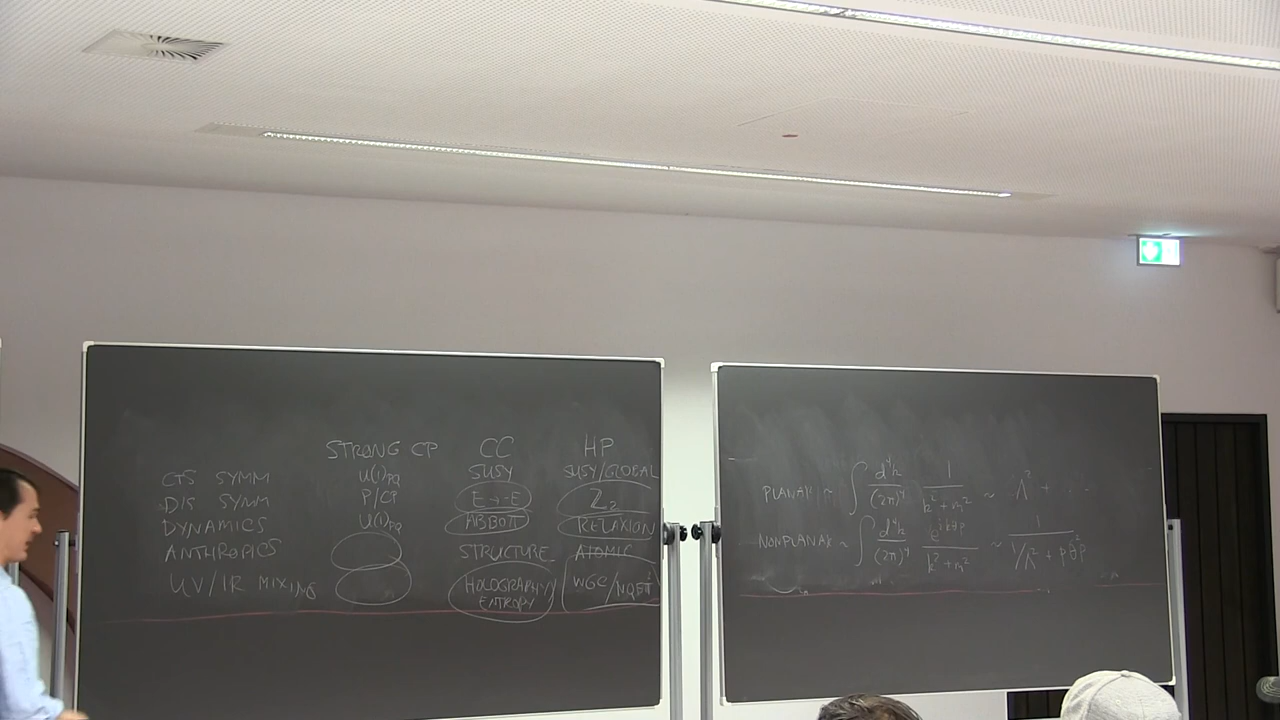 STRONG CP CC HP
CTS SYMM U(1)PQ SUSY SUSY/GLOBAL
DIS SYMM P/CP E→-E Z₂
DYNAMICS U(1)PQ ABBOTT RELAXION
ANTHROPICS STRUCTURE ATOMIC
UV/IR MIXING HOLOGRAPHY/ENTROPY WGC/NQFT
PLANAR ~ ∫ d⁴k/(2π)⁴ 1/(k²+m²) ~ Λ² + ...
NONPLANAR ~ ∫ d⁴k/(2π)⁴ e^{ikθp}/(k²+m²) ~ 1/(1/Λ² + pθ²p)